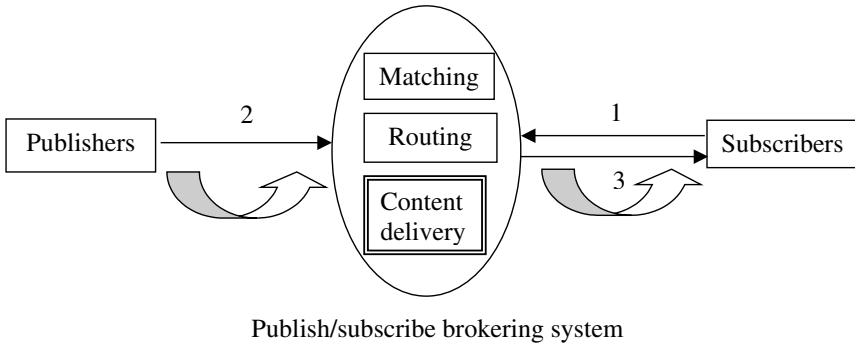 Matching
2
1
Publishers
Routing
Subscribers
3
Content
delivery
Publish/subscribe brokering system